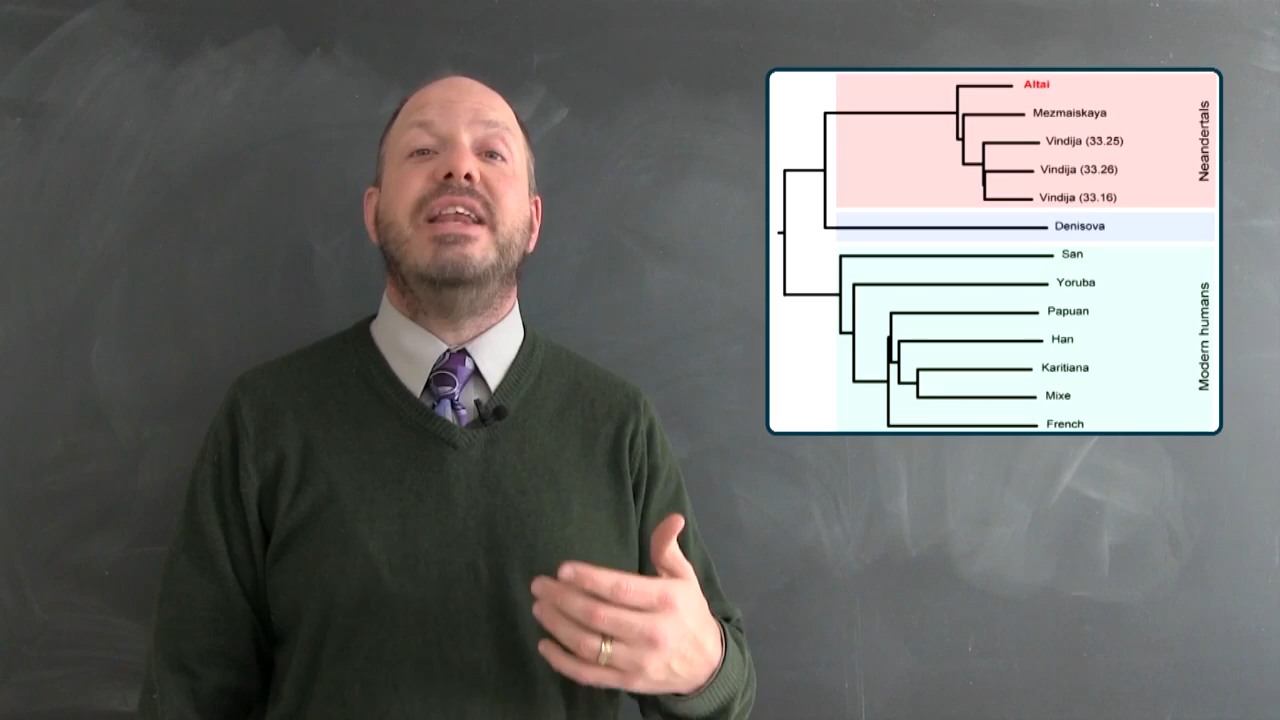 Altai
Mezmaiskaya
Vindija (33.25)
Vindija (33.26)
Vindija (33.16)
Neandertals
Denisova
San
Yoruba
Papuan
Han
Karitiana
Mixe
French
Modern humans